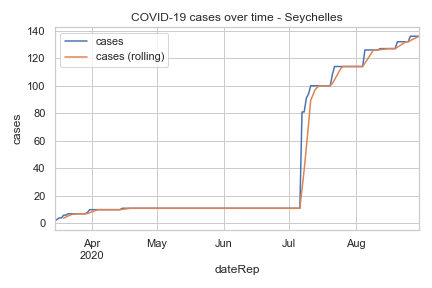 COVID-19 cases over time - Seychelles
cases
cases (rolling)
140
120
100
80
60
40
20
0
cases
Apr
2020
May
Jun
Jul
Aug
dateRep